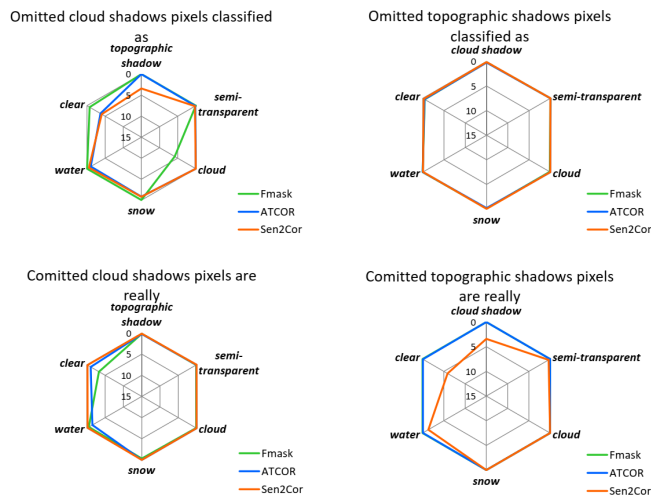 Omitted cloud shadows pixels classified
as
topographic
shadow
0
5
10
15
semi-
transparent
cloud
snow
water
clear
Fmask
ATCOR
Sen2Cor
Omitted topographic shadows pixels
classified as
cloud shadow
0
5
10
15
semi-transparent
cloud
snow
water
clear
Fmask
ATCOR
Sen2Cor
Comitted cloud shadows pixels are
really
topographic
shadow
0
5
10
15
semi-
transparent
cloud
snow
water
clear
Fmask
ATCOR
Sen2Cor
Comitted topographic shadows pixels
are really
cloud shadow
0
5
10
15
semi-transparent
cloud
snow
water
clear
Fmask
ATCOR
Sen2Cor